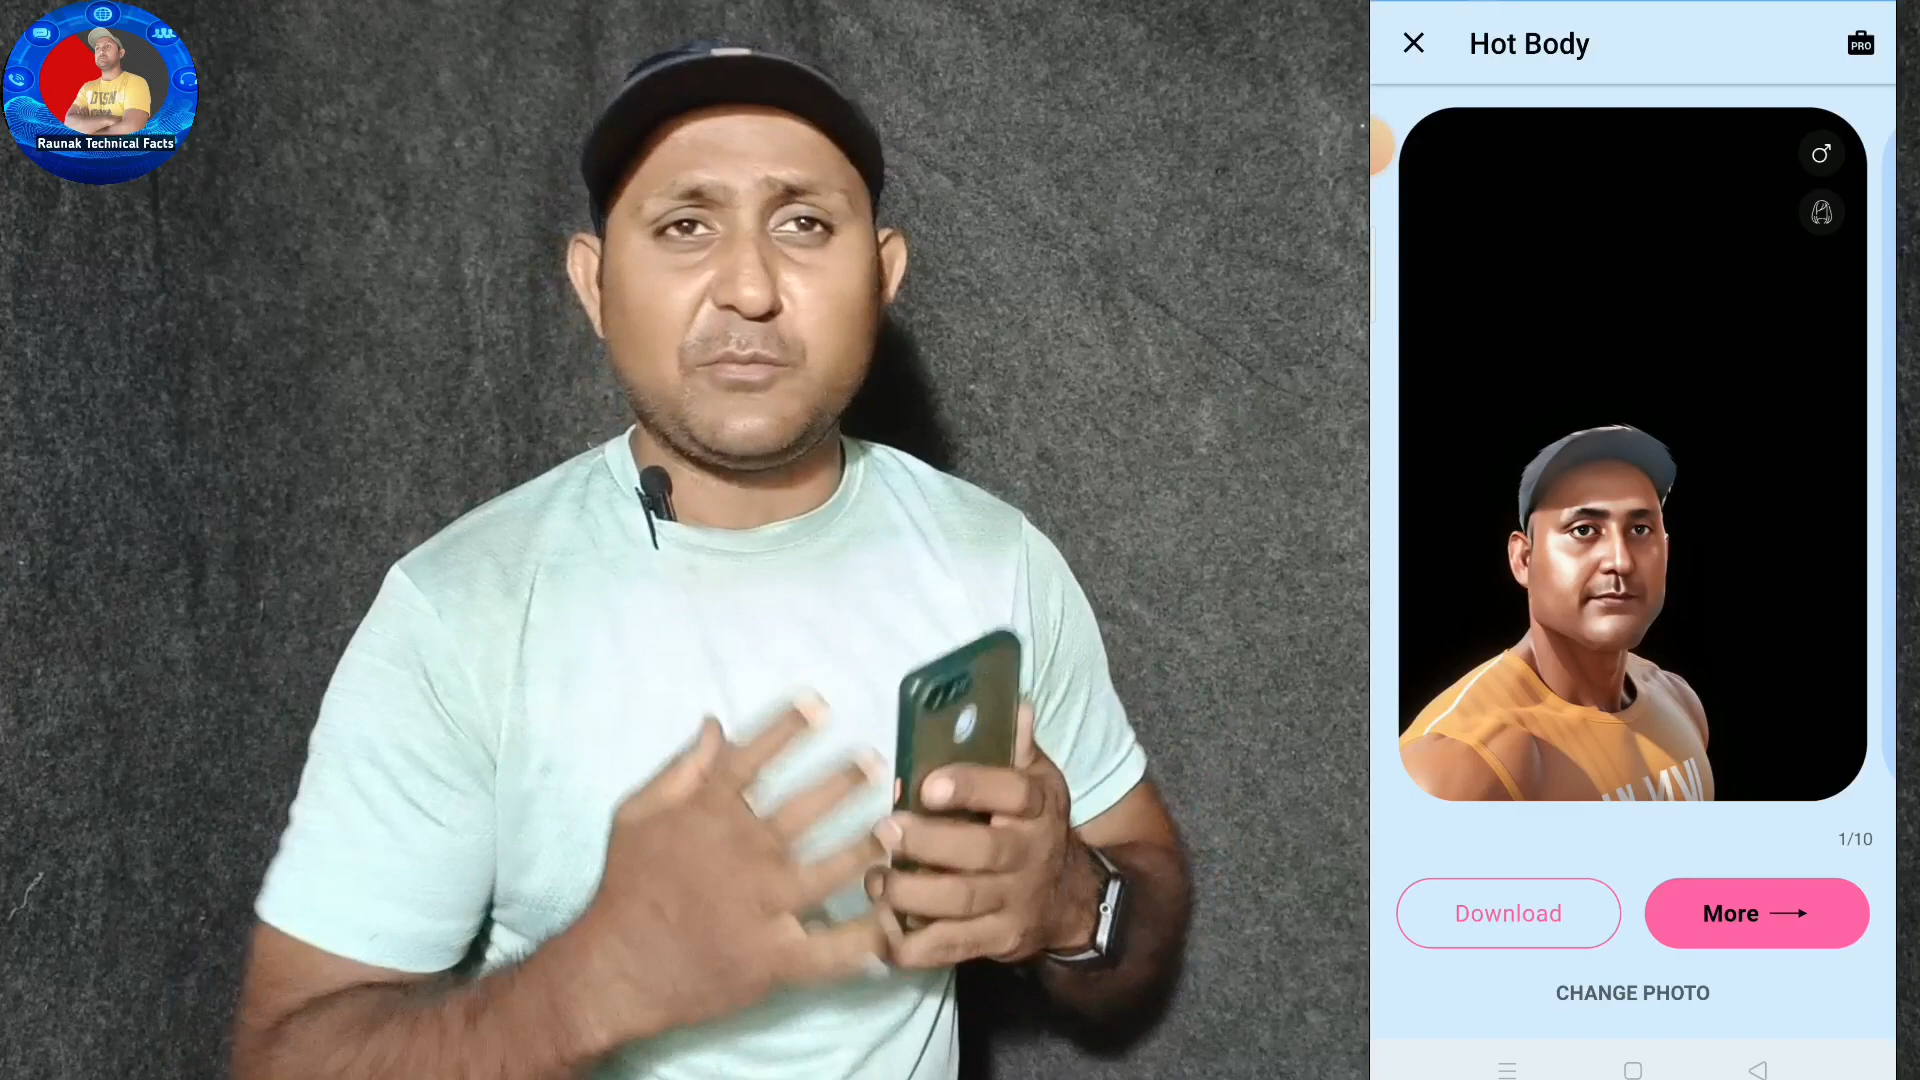 Raunak Technical Facts
Hot Body
PRO
1/10
Download
More
CHANGE PHOTO